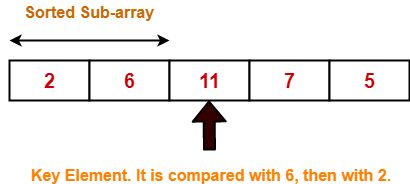 Sorted Sub-array
2 6 11 7 5
Key Element. It is compared with 6, then with 2.